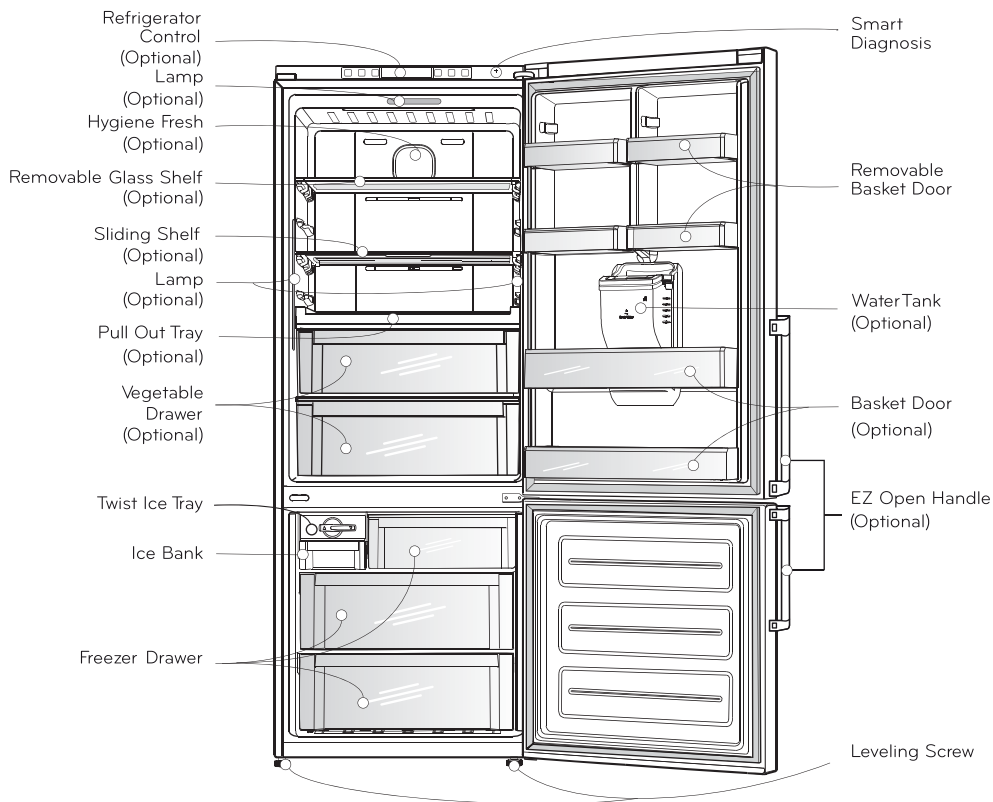 Refrigerator
Control
(Optional)
Lamp
(Optional)
Hygiene Fresh
(Optional)
Removable Glass Shelf
(Optional)
Sliding Shelf
(Optional)
Lamp
(Optional)
Pull Out Tray
(Optional)
Vegetable
Drawer
(Optional)
Twist Ice Tray
Ice Bank
Freezer Drawer
Smart
Diagnosis
Removable
Basket Door
Water Tank
(Optional)
Basket Door
(Optional)
EZ Open Handle
(Optional)
Leveling Screw